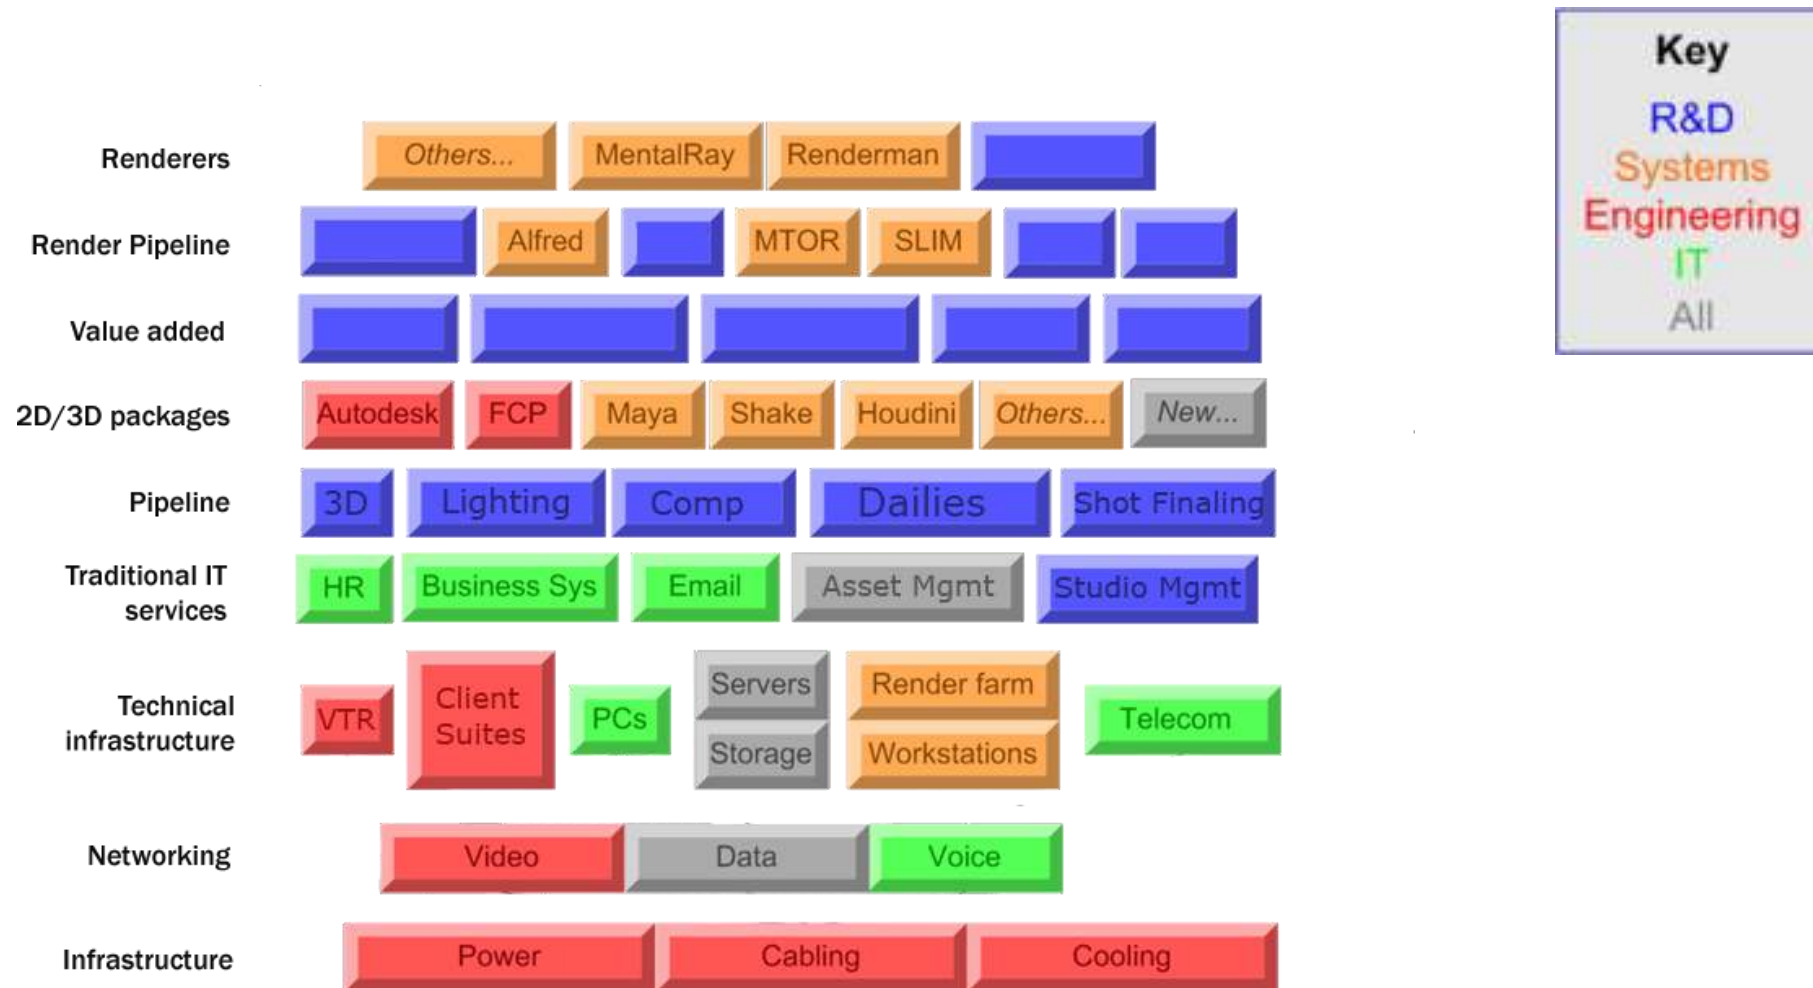 Key
R&D
Systems
Engineering
IT
All
Renderers
Others...
MentalRay
Renderman
Render Pipeline
Alfred
MTOR
SLIM
Value added
2D/3D packages
Autodesk
FCP
Maya
Shake
Houdini
Others...
New...
Pipeline
3D
Lighting
Comp
Dailies
Shot Finaling
Traditional IT
services
HR
Business Sys
Email
Asset Mgmt
Studio Mgmt
Technical
infrastructure
VTR
Client
Suites
PCs
Servers
Storage
Render farm
Workstations
Telecom
Networking
Video
Data
Voice
Infrastructure
Power
Cabling
Cooling